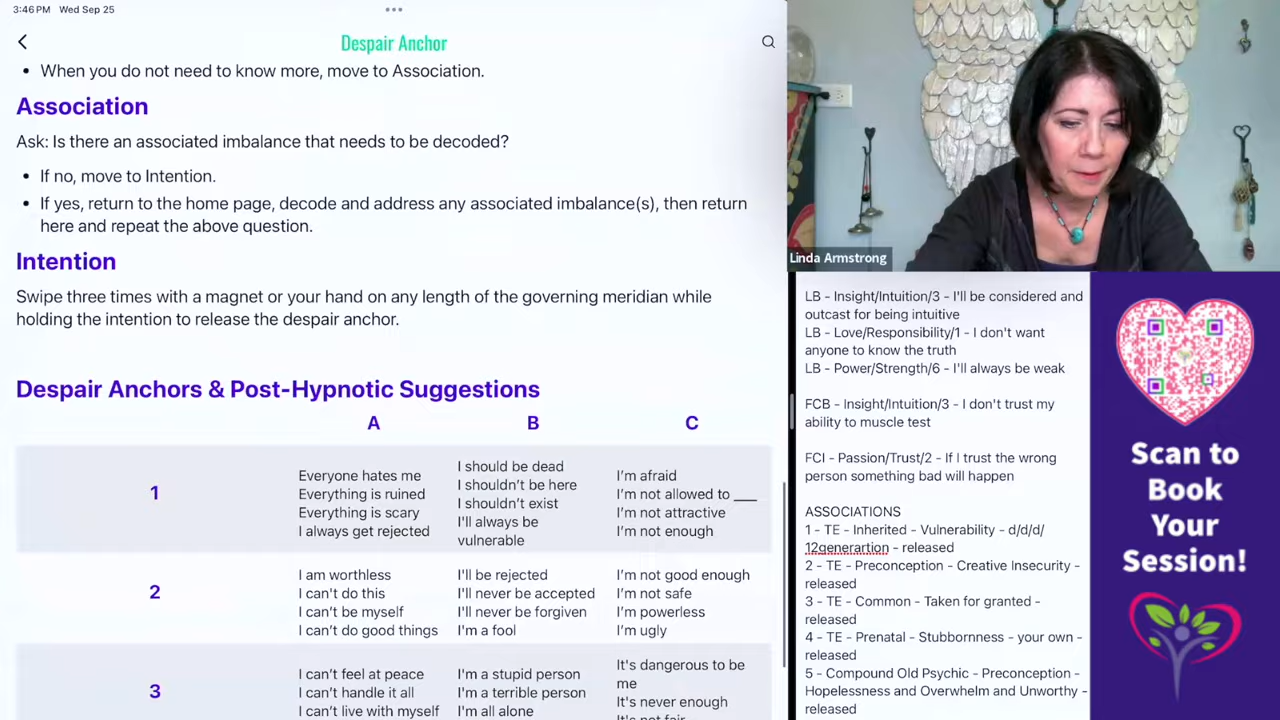 3:46 PM Wed Sep 25
Despair Anchor
• When you do not need to know more, move to Association.
Association
Ask: Is there an associated imbalance that needs to be decoded?
• If no, move to Intention.
• If yes, return to the home page, decode and address any associated imbalance(s), then return
here and repeat the above question.
Intention
Swipe three times with a magnet or your hand on any length of the governing meridian while
holding the intention to release the despair anchor.
Despair Anchors & Post-Hypnotic Suggestions
A B C
1
Everyone hates me
Everything is ruined
Everything is scary
I always get rejected
I should be dead
I shouldn't be here
I shouldn't exist
I'll always be
vulnerable
I'm afraid
I'm not allowed to ___
I'm not attractive
I'm not enough
2
I am worthless
I can't do this
I can't be myself
I can't do good things
I'll be rejected
I'll never be accepted
I'll never be forgiven
I'm a fool
I'm not good enough
I'm not safe
I'm powerless
I'm ugly
3
I can't feel at peace
I can't handle it all
I can't live with myself
I'm a stupid person
I'm a terrible person
I'm all alone
It's dangerous to be
me
It's never enough
It's not fair
Linda Armstrong
LB - Insight/Intuition/3 - I'll be considered and
outcast for being intuitive
LB - Love/Responsibility/1 - I don't want
anyone to know the truth
LB - Power/Strength/6 - I'll always be weak
FCB - Insight/Intuition/3 - I don't trust my
ability to muscle test
FCI - Passion/Trust/2 - If I trust the wrong
person something bad will happen
ASSOCIATIONS
1 - TE - Inherited - Vulnerability - d/d/d/
12generartion - released
2 - TE - Preconception - Creative Insecurity -
released
3 - TE - Common - Taken for granted -
released
4 - TE - Prenatal - Stubbornness - your own -
released
5 - Compound Old Psychic - Preconception -
Hopelessness and Overwhelm and Unworthy -
released
Scan to
Book
Your
Session!